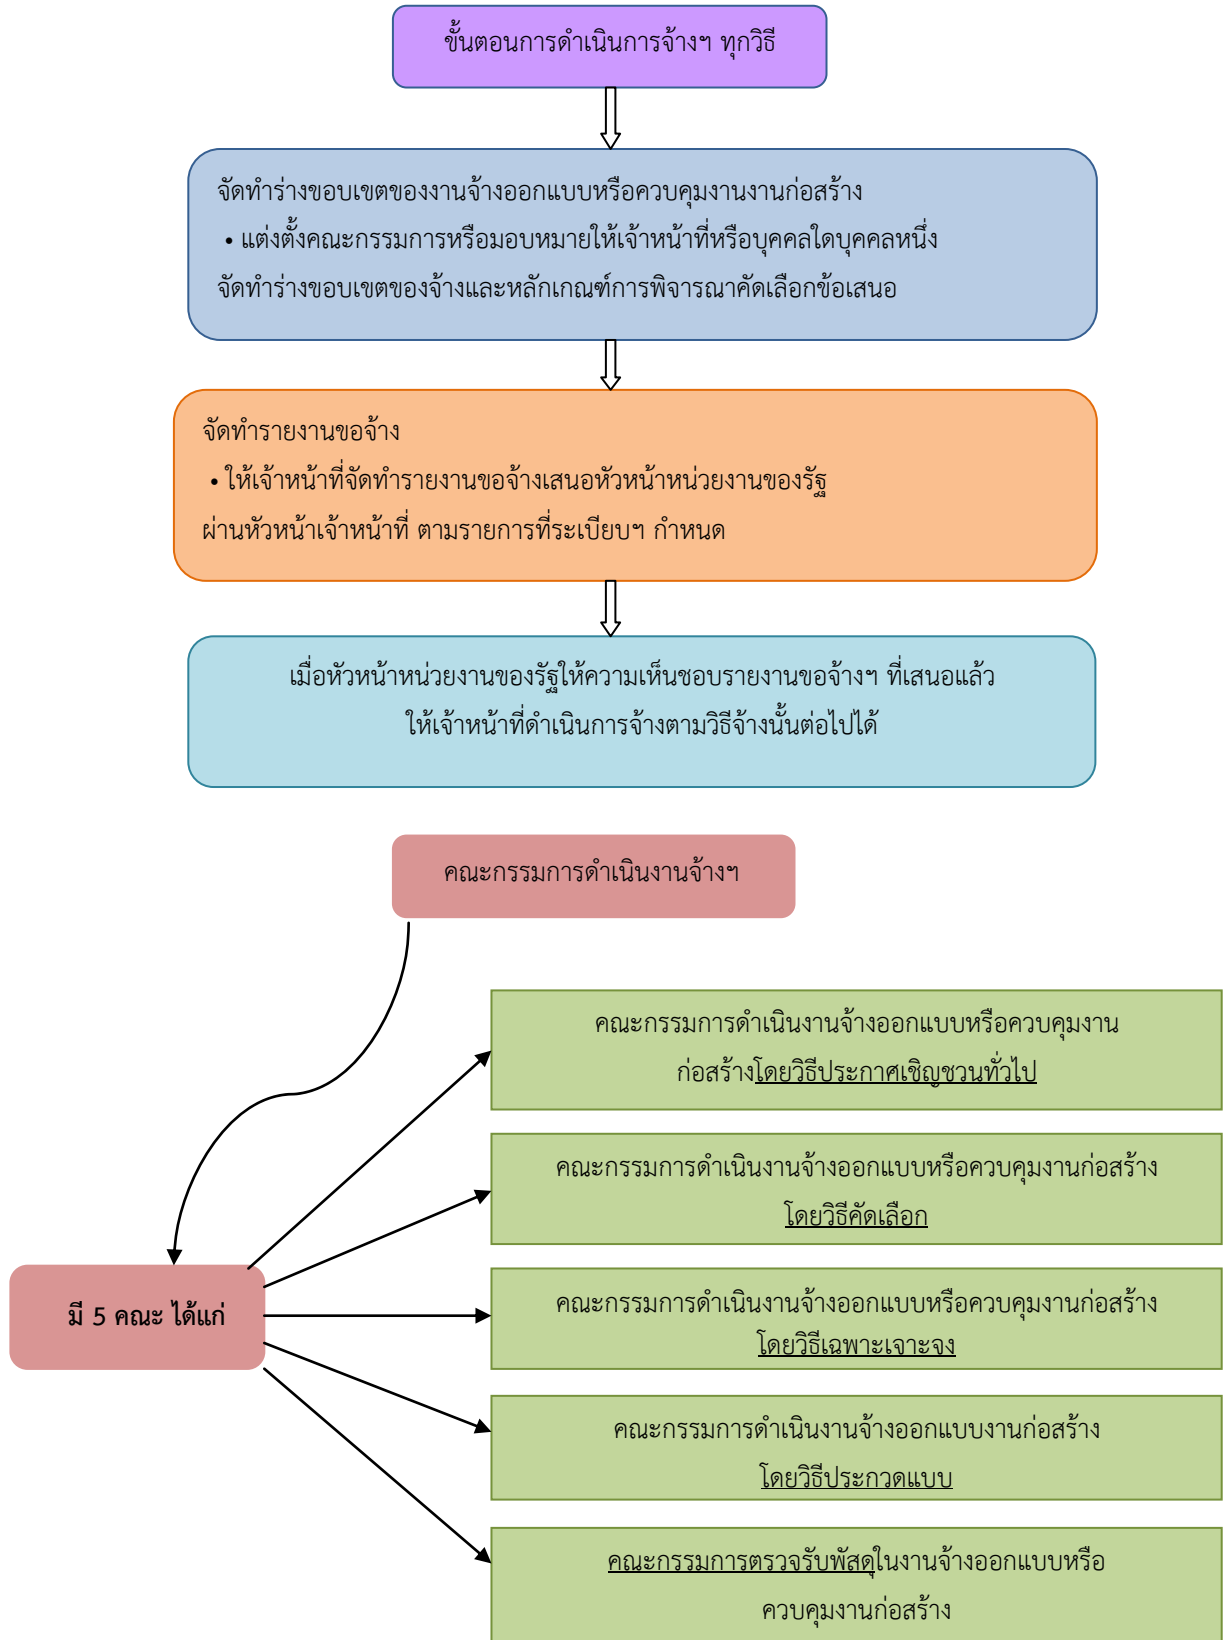 ขั้นตอนการดำเนินการจ้างฯ ทุกวิธี
จัดทำร่างขอบเขตของงานจ้างออกแบบหรือควบคุมงานงานก่อสร้าง
• แต่งตั้งคณะกรรมการหรือมอบหมายให้เจ้าหน้าที่หรือบุคคลใดบุคคลหนึ่ง
จัดทำร่างขอบเขตของจ้างและหลักเกณฑ์การพิจารณาคัดเลือกข้อเสนอ
จัดทำรายงานขอจ้าง
• ให้เจ้าหน้าที่จัดทำรายงานขอจ้างเสนอหัวหน้าหน่วยงานของรัฐ
ผ่านหัวหน้าเจ้าหน้าที่ ตามรายการที่ระเบียบฯ กำหนด
เมื่อหัวหน้าหน่วยงานของรัฐให้ความเห็นชอบรายงานขอจ้างฯ ที่เสนอแล้ว
ให้เจ้าหน้าที่ดำเนินการจ้างตามวิธีจ้างนั้นต่อไปได้
คณะกรรมการดำเนินงานจ้างฯ
มี 5 คณะ ได้แก่
คณะกรรมการดำเนินงานจ้างออกแบบหรือควบคุมงาน
ก่อสร้างโดยวิธีประกาศเชิญชวนทั่วไป
คณะกรรมการดำเนินงานจ้างออกแบบหรือควบคุมงานก่อสร้าง
โดยวิธีคัดเลือก
คณะกรรมการดำเนินงานจ้างออกแบบหรือควบคุมงานก่อสร้าง
โดยวิธีเฉพาะเจาะจง
คณะกรรมการดำเนินงานจ้างออกแบบงานก่อสร้าง
โดยวิธีประกวดแบบ
คณะกรรมการตรวจรับพัสดุในงานจ้างออกแบบหรือ
ควบคุมงานก่อสร้าง